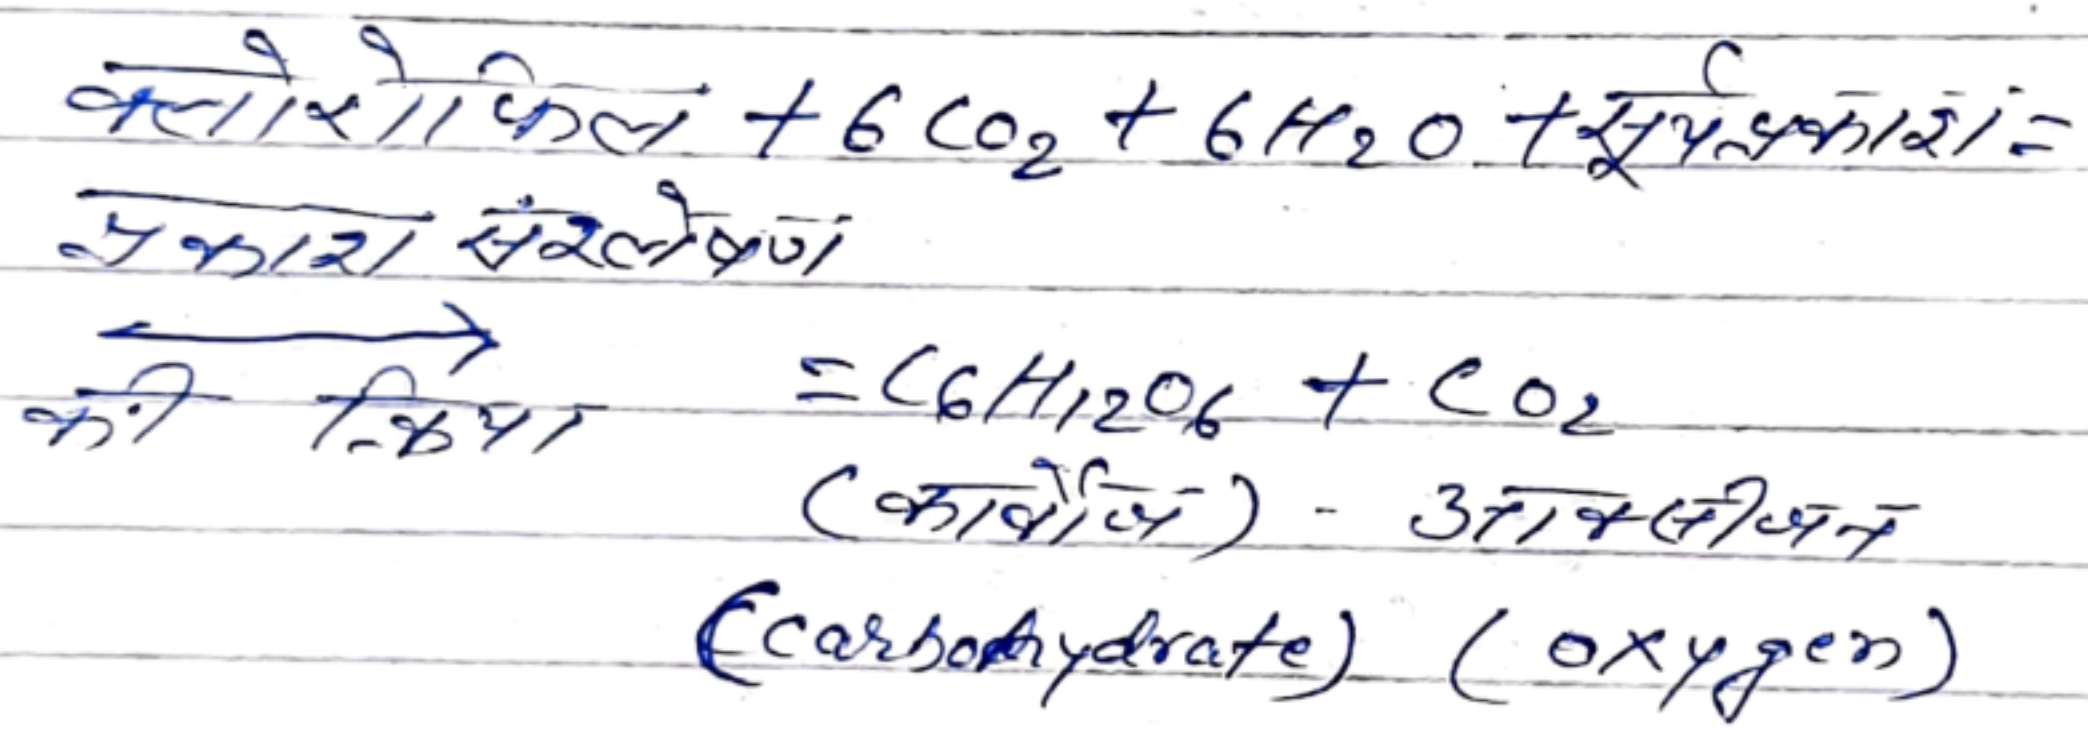 क्लोरोफिल + 6CO₂ + 6H₂O + सूर्यप्रकाश =
प्रकाश संश्लेषण
⟷
की क्रिया = C6H12O6 + CO₂
(कार्बोज) - आक्सीजन
(carbohydrate) (oxygen)